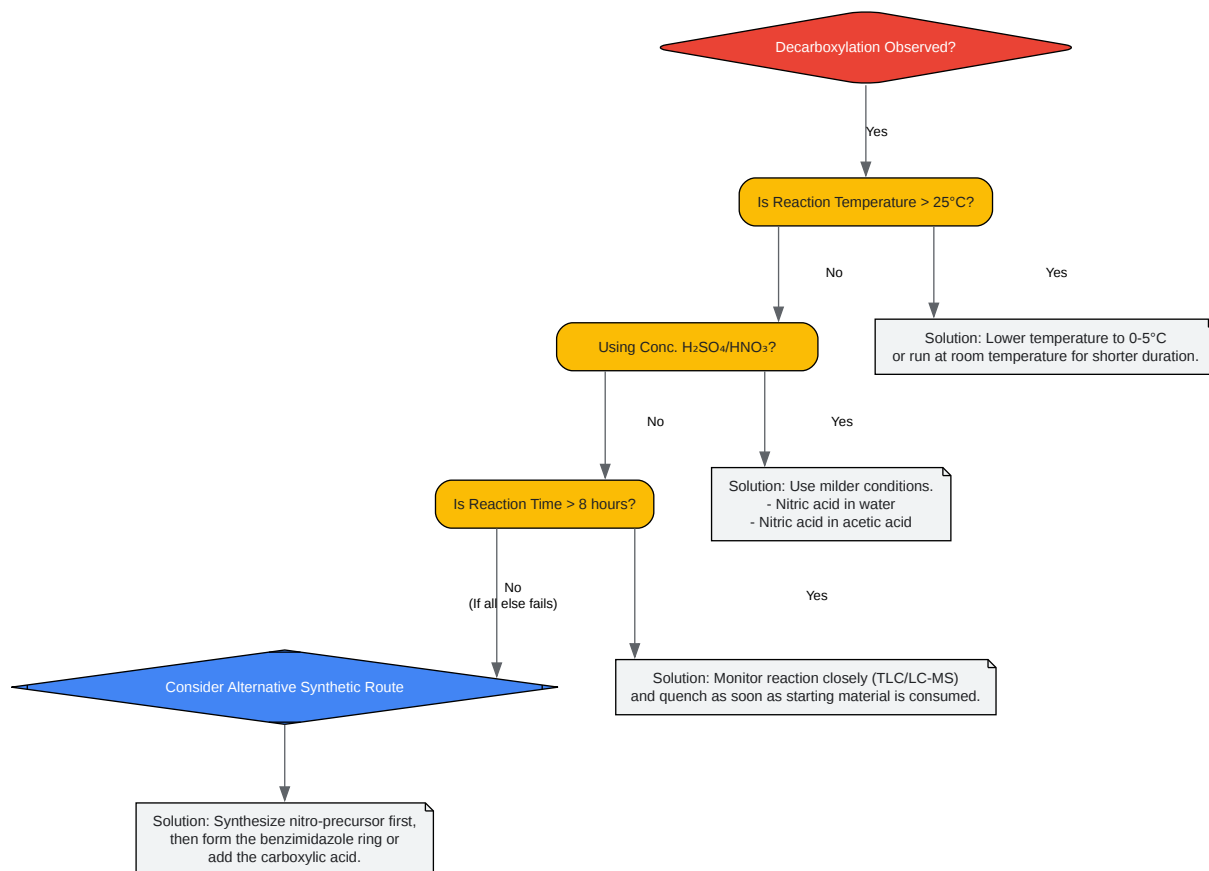 Decarboxylation Observed?
Yes
Is Reaction Temperature > 25°C?
No
Yes
Using Conc. H₂SO₄/HNO₃?
Solution: Lower temperature to 0-5°C
or run at room temperature for shorter duration.
No
Yes
Is Reaction Time > 8 hours?
Solution: Use milder conditions.
- Nitric acid in water
- Nitric acid in acetic acid
No
(If all else fails)
Yes
Consider Alternative Synthetic Route
Solution: Monitor reaction closely (TLC/LC-MS)
and quench as soon as starting material is consumed.
Solution: Synthesize nitro-precursor first,
then form the benzimidazole ring or
add the carboxylic acid.